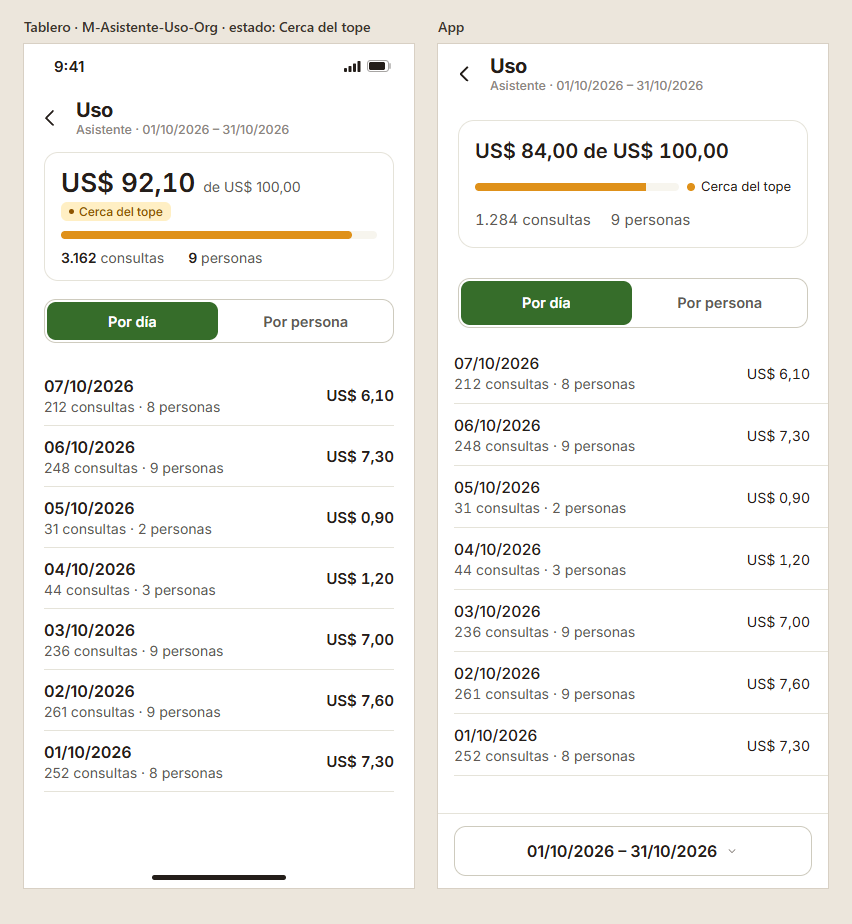 Tablero · M-Asistente-Uso-Org · estado: Cerca del tope
9:41
Uso
Asistente · 01/10/2026 – 31/10/2026
US$ 92,10 de US$ 100,00
Cerca del tope
3.162 consultas 9 personas
Por día Por persona
07/10/2026
212 consultas · 8 personas
US$ 6,10
06/10/2026
248 consultas · 9 personas
US$ 7,30
05/10/2026
31 consultas · 2 personas
US$ 0,90
04/10/2026
44 consultas · 3 personas
US$ 1,20
03/10/2026
236 consultas · 9 personas
US$ 7,00
02/10/2026
261 consultas · 9 personas
US$ 7,60
01/10/2026
252 consultas · 8 personas
US$ 7,30
App
Uso
Asistente · 01/10/2026 – 31/10/2026
US$ 84,00 de US$ 100,00
Cerca del tope
1.284 consultas 9 personas
Por día Por persona
07/10/2026
212 consultas · 8 personas
US$ 6,10
06/10/2026
248 consultas · 9 personas
US$ 7,30
05/10/2026
31 consultas · 2 personas
US$ 0,90
04/10/2026
44 consultas · 3 personas
US$ 1,20
03/10/2026
236 consultas · 9 personas
US$ 7,00
02/10/2026
261 consultas · 9 personas
US$ 7,60
01/10/2026
252 consultas · 8 personas
US$ 7,30
01/10/2026 – 31/10/2026